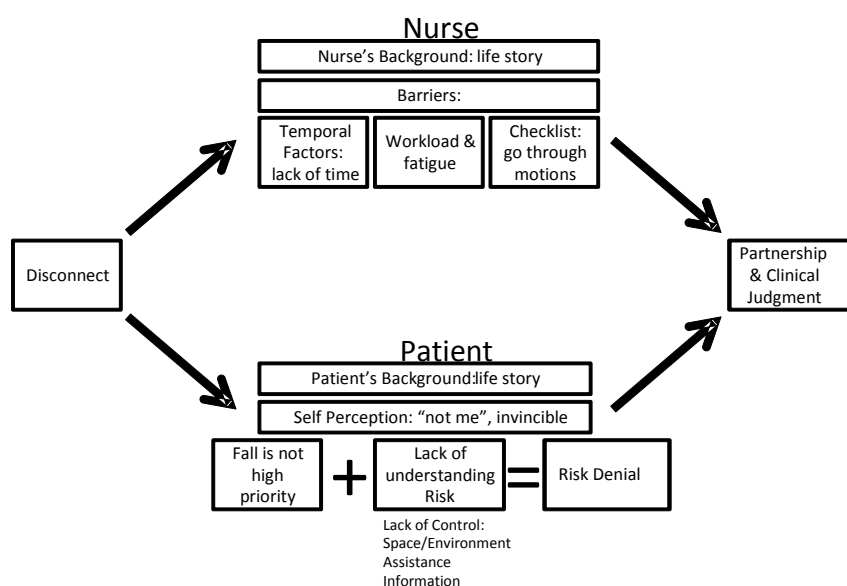 Nurse
Nurse's Background: life story
Barriers:
Temporal
Factors:
lack of time
Workload &
fatigue
Checklist:
go through
motions
Disconnect
Partnership
& Clinical
Judgment
Patient
Patient's Background:life story
Self Perception: "not me", invincible
Fall is not
high
priority
+
Lack of
understanding
Risk
=
Risk Denial
Lack of Control:
Space/Environment
Assistance
Information